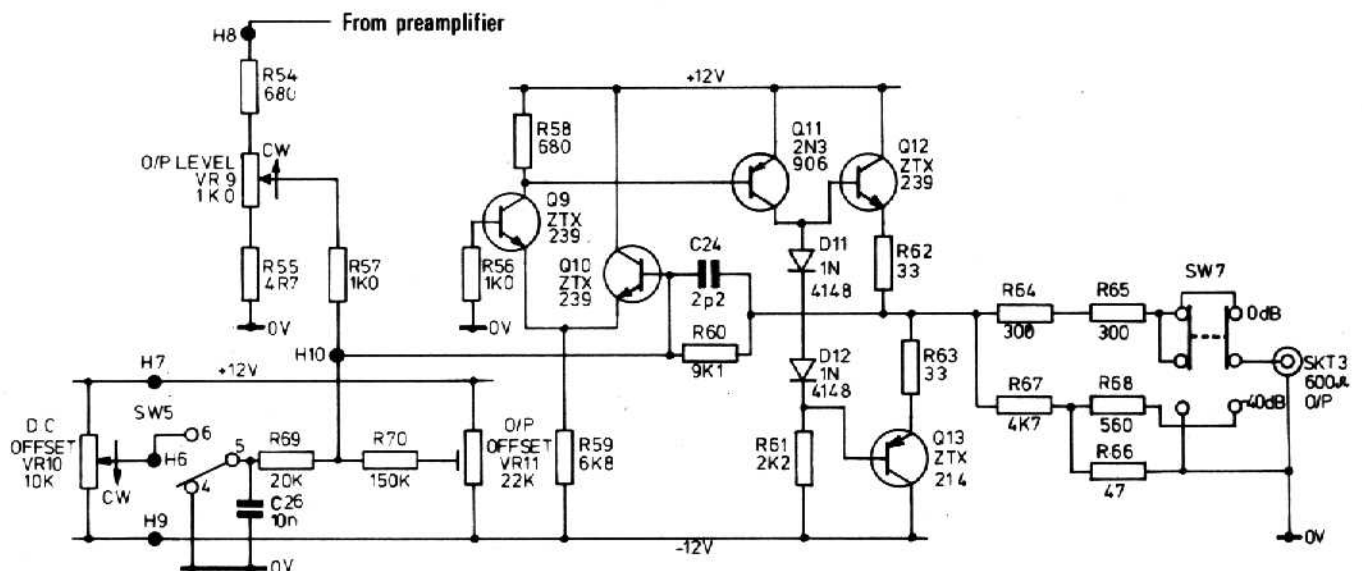 From preamplifier
H8
R54
680
+12V
R58
680
Q11
2N3
906
Q12
ZTX
239
O/P LEVEL
VR9
1K0
CW
Q9
ZTX
239
R55
4R7
R57
1K0
R56
1K0
Q10
ZTX
239
C24
2p2
D11
1N
4148
R62
33
R64
300
R65
300
SW7
0dB
0V
0V
H10
R60
9K1
D12
1N
4148
R63
33
SKT3
600Ω
O/P
H7
+12V
R67
4K7
R68
560
-40dB
DC
OFFSET
VR10
10K
SW5
6
H6
5
4
CW
R69
20K
R70
150K
O/P
OFFSET
VR11
22K
R59
6K8
R61
2K2
Q13
ZTX
214
R66
47
C26
10n
H9
-12V
0V
0V